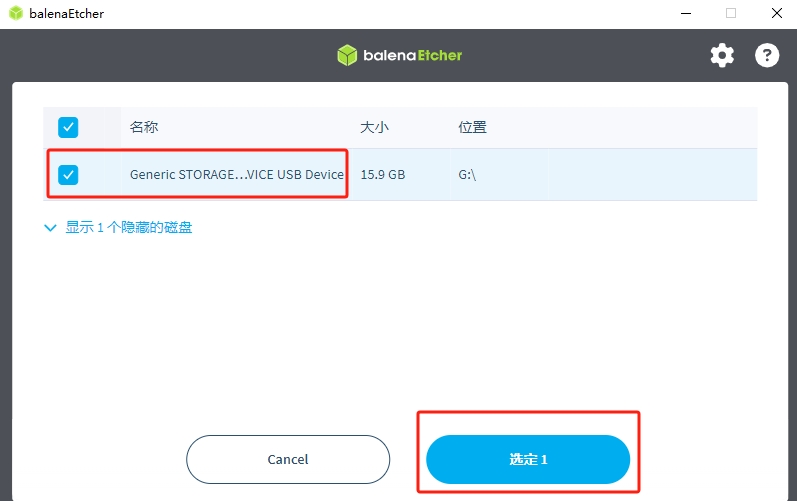 balenaEtcher
balenaEtcher
名称 大小 位置
Generic STORAGE...VICE USB Device 15.9 GB G:\
显示 1 个隐藏的磁盘
Cancel 选定 1